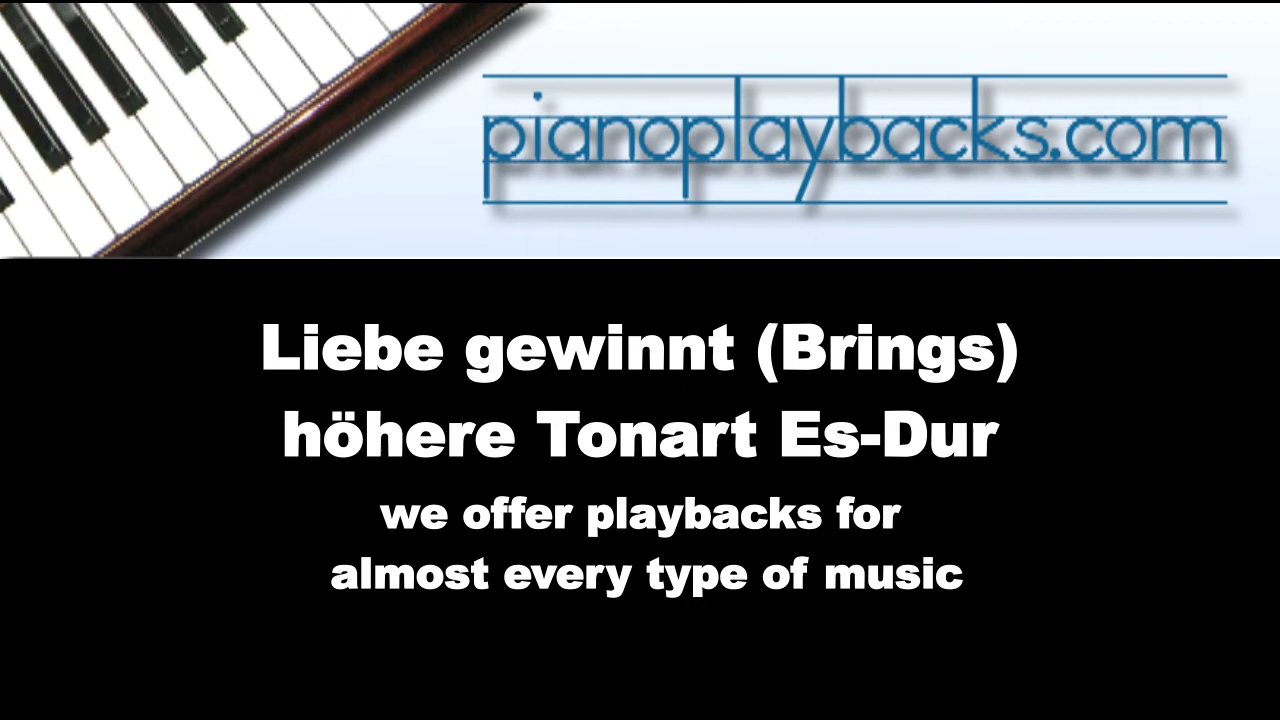 pianoplaybacks.com
Liebe gewinnt (Brings)
höhere Tonart Es-Dur
we offer playbacks for
almost every type of music